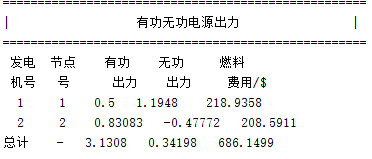 ================================================
| 有功无功电源出力 |
================================================
发电 节点 有功 无功 燃料
机号 号 出力 出力 费用/$
1 1 0.5 1.1948 218.9358
2 2 0.83083 -0.47772 208.5911
总计 - 3.1308 0.34198 686.1499